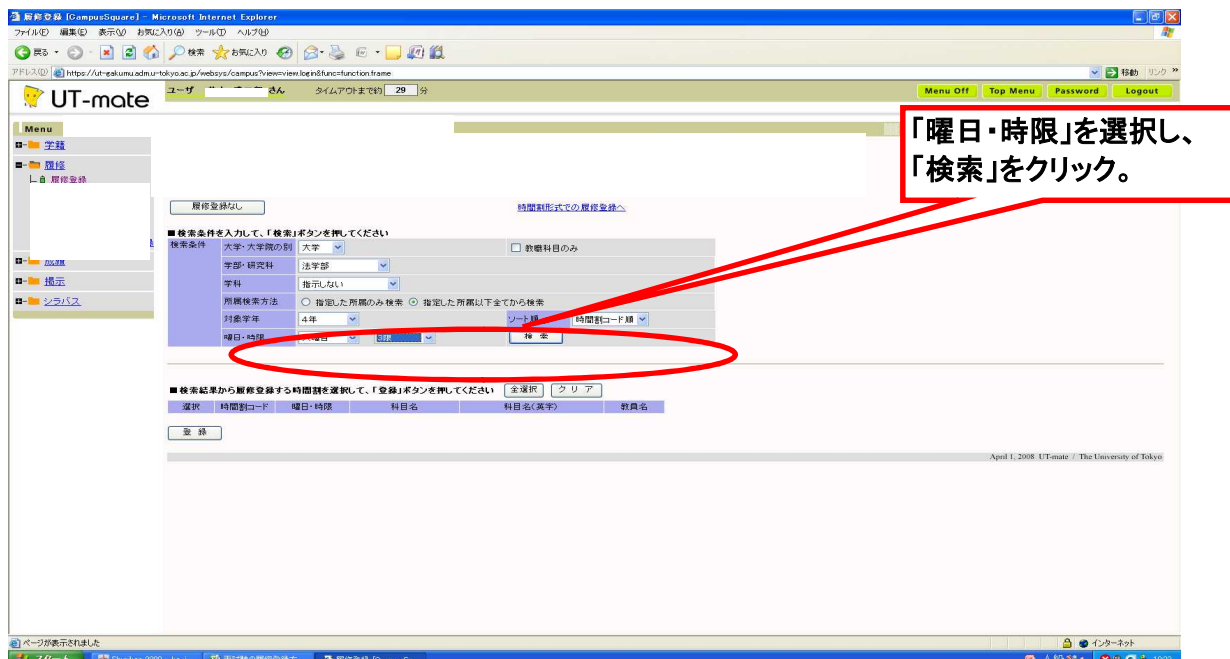 履修登録 [CampusSquare] - Microsoft Internet Explorer
ファイル(F) 編集(E) 表示(V) お気に入り(A) ツール(T) ヘルプ(H)
戻る 検索 お気に入り
アドレス(D) https://ut-gakumu.adm.u-tokyo.ac.jp/websys/campus?view=view.login&func=function.frame 移動 リンク »
UT-mate
ユーザ さん タイムアウトまで約 29 分
Menu Off Top Menu Password Logout
「曜日・時限」を選択し、
「検索」をクリック。
Menu
学籍
履修
履修登録
成績
掲示
シラバス
履修登録なし 時間割形式での履修登録へ
■検索条件を入力して、「検索」ボタンを押してください
検索条件 大学・大学院の別 大学 教職科目のみ
学部・研究科 法学部
学科 指示しない
所属検索方法 指定した所属のみ検索 指定した所属以下全てから検索
対象学年 4年 ソート順 時間割コード順
曜日・時限 3限 検 索
■検索結果から履修登録する時間割を選択して、「登録」ボタンを押してください 全選択 クリア
選択 時間割コード 曜日・時限 科目名 科目名(英字) 教員名
登 録
April 1, 2008 UT-mate / The University of Tokyo
ページが表示されました インターネット
スタート